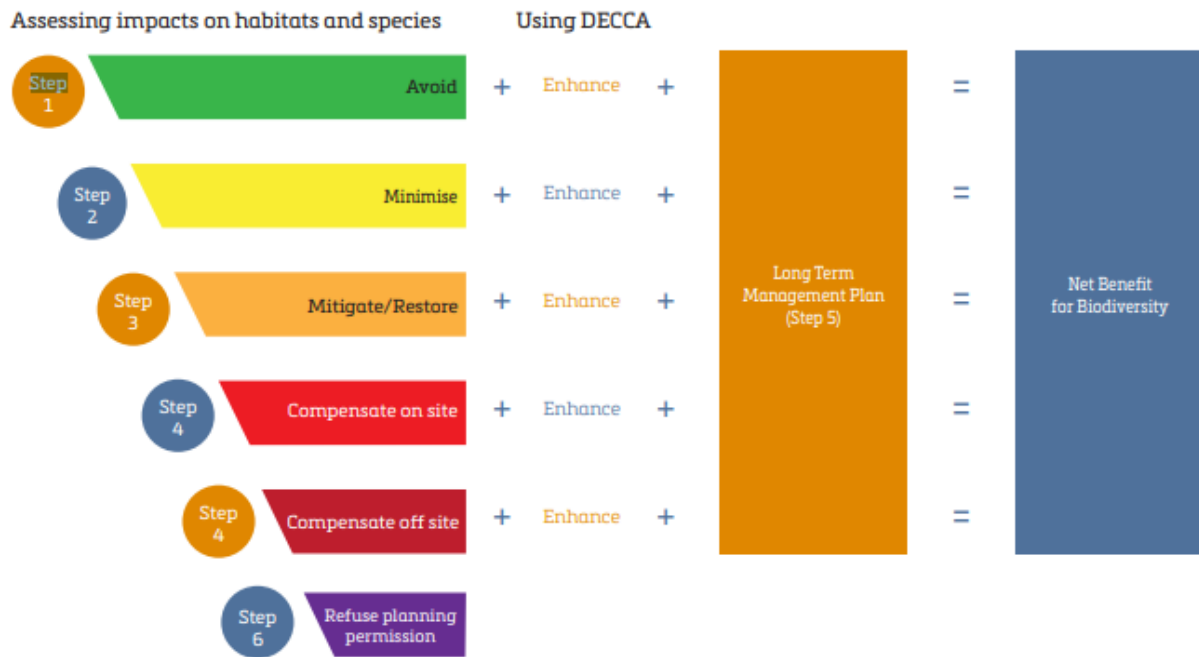 Assessing impacts on habitats and species
Using DECCA
Step
1
Avoid
+ Enhance + =
Step
2
Minimise
+ Enhance + =
Step
3
Mitigate/Restore
+ Enhance + =
Long Term
Management Plan
(Step 5)
Net Benefit
for Biodiversity
Step
4
Compensate on site
+ Enhance + =
Step
4
Compensate off site
+ Enhance + =
Step
6
Refuse planning
permission